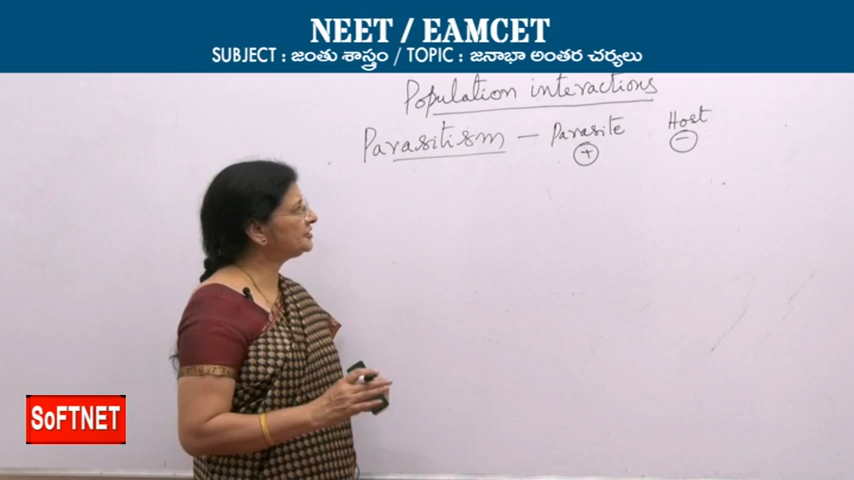 NEET / EAMCET
SUBJECT : జంతు శాస్త్రం / TOPIC : జనాభా అంతర చర్యలు
Population interactions
Parasitism – Parasite Host
+ −
SoFTNET